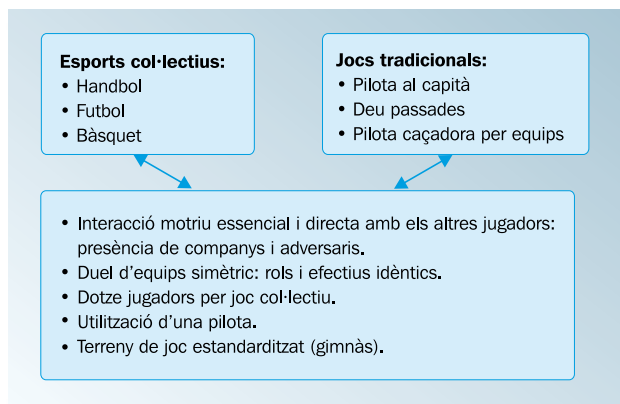 Esports col·lectius:
• Handbol
• Futbol
• Bàsquet
Jocs tradicionals:
• Pilota al capità
• Deu passades
• Pilota caçadora per equips
• Interacció motriu essencial i directa amb els altres jugadors:
presència de companys i adversaris.
• Duel d'equips simètric: rols i efectius idèntics.
• Dotze jugadors per joc col·lectiu.
• Utilització d'una pilota.
• Terreny de joc estandarditzat (gimnàs).